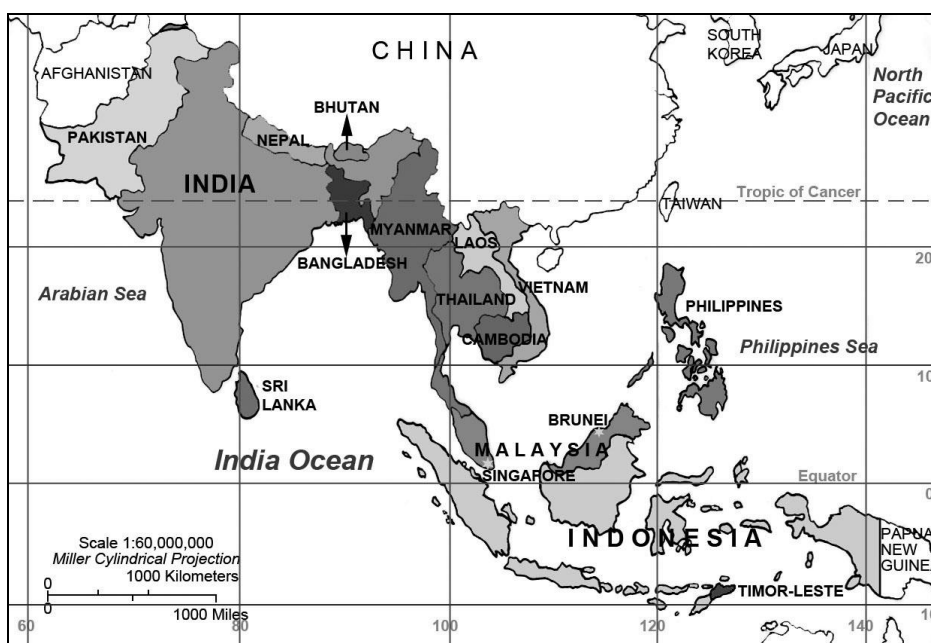 CHINA
SOUTH
KOREA
JAPAN
AFGHANISTAN
North
Pacific
Ocean
BHUTAN
PAKISTAN
NEPAL
INDIA
Tropic of Cancer
TAIWAN
MYANMAR
LAOS
20
BANGLADESH
VIETNAM
Arabian Sea
THAILAND
PHILIPPINES
CAMBODIA
Philippines Sea
10
SRI
LANKA
BRUNEI
MALAYSIA
India Ocean
SINGAPORE
Equator
0
INDONESIA
PAPUA
NEW
GUINEA
Scale 1:60,000,000
Miller Cylindrical Projection
1000 Kilometers
0
0
1000 Miles
TIMOR-LESTE
60
80
100
120
140